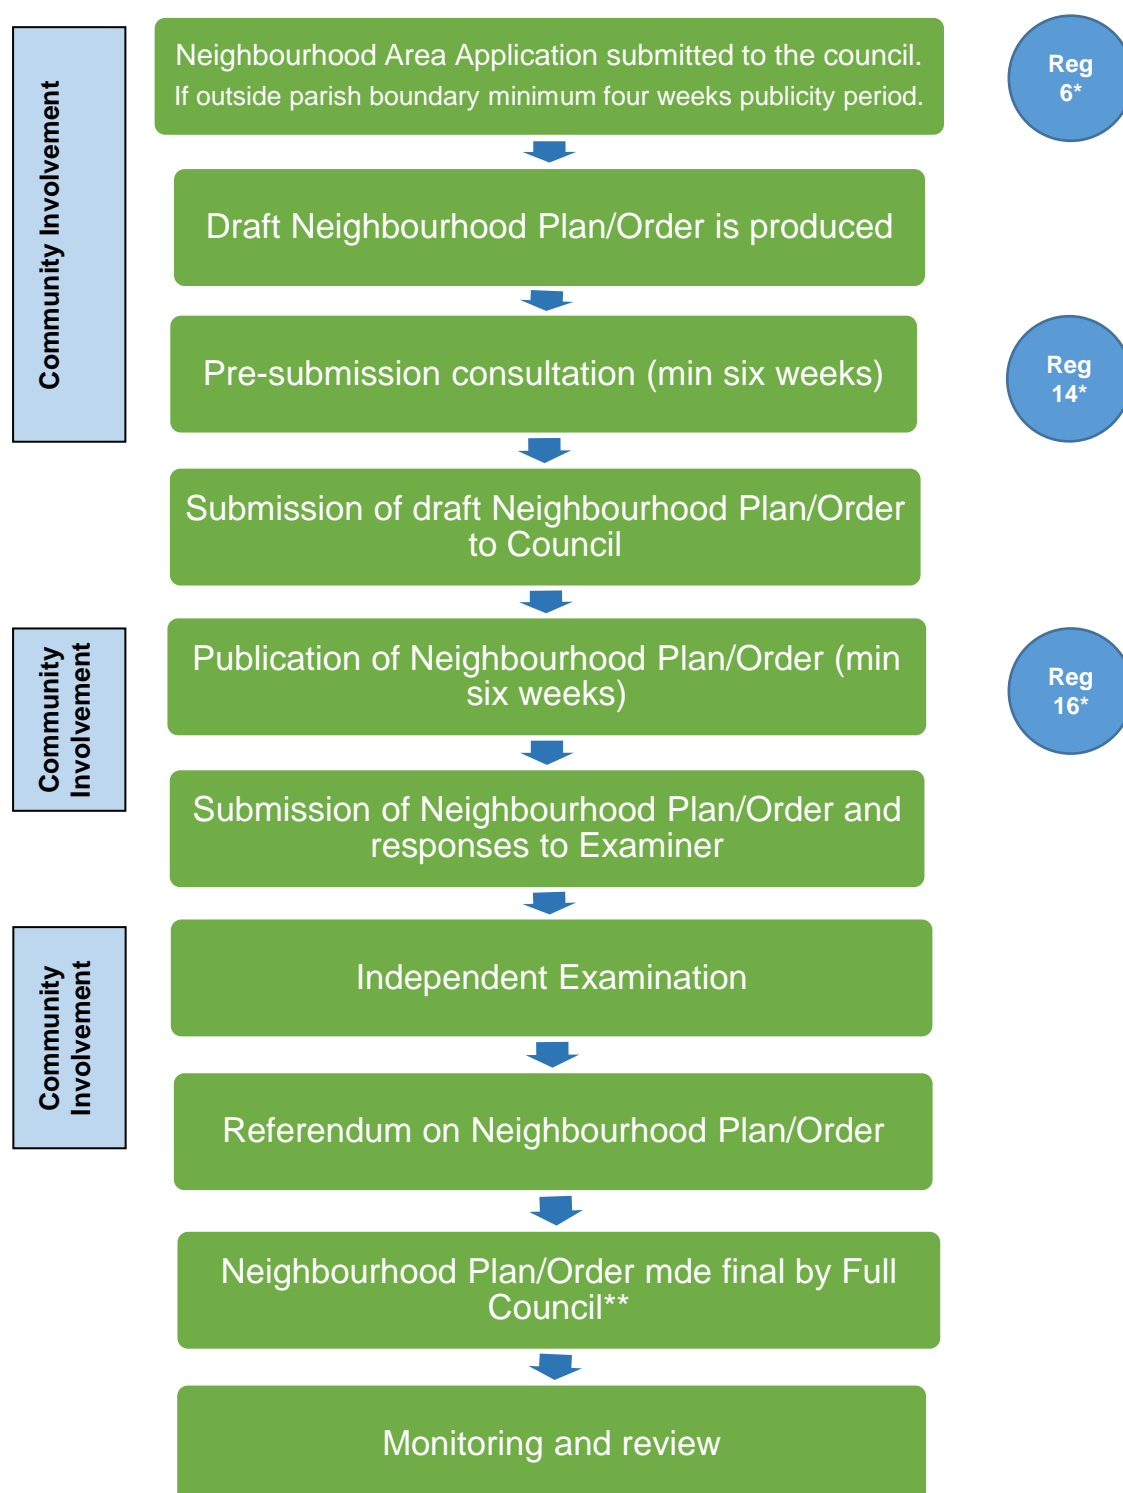 Community Involvement
Neighbourhood Area Application submitted to the council.
If outside parish boundary minimum four weeks publicity period.
Reg
6*
Draft Neighbourhood Plan/Order is produced
Pre-submission consultation (min six weeks)
Reg
14*
Submission of draft Neighbourhood Plan/Order
to Council
Community
Involvement
Publication of Neighbourhood Plan/Order (min
six weeks)
Reg
16*
Submission of Neighbourhood Plan/Order and
responses to Examiner
Community
Involvement
Independent Examination
Referendum on Neighbourhood Plan/Order
Neighbourhood Plan/Order mde final by Full
Council**
Monitoring and review